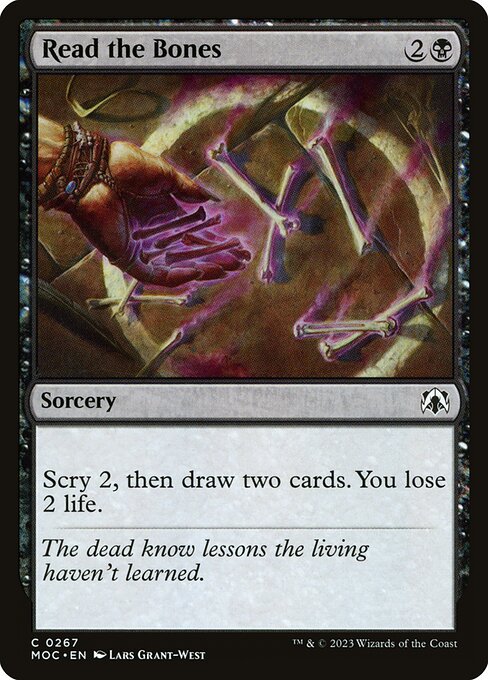 Read the Bones 2
Sorcery
Scry 2, then draw two cards. You lose
2 life.
The dead know lessons the living
haven't learned.
C 0267
™ & © 2023 Wizards of the Coast
MOC • EN Lars Grant-West